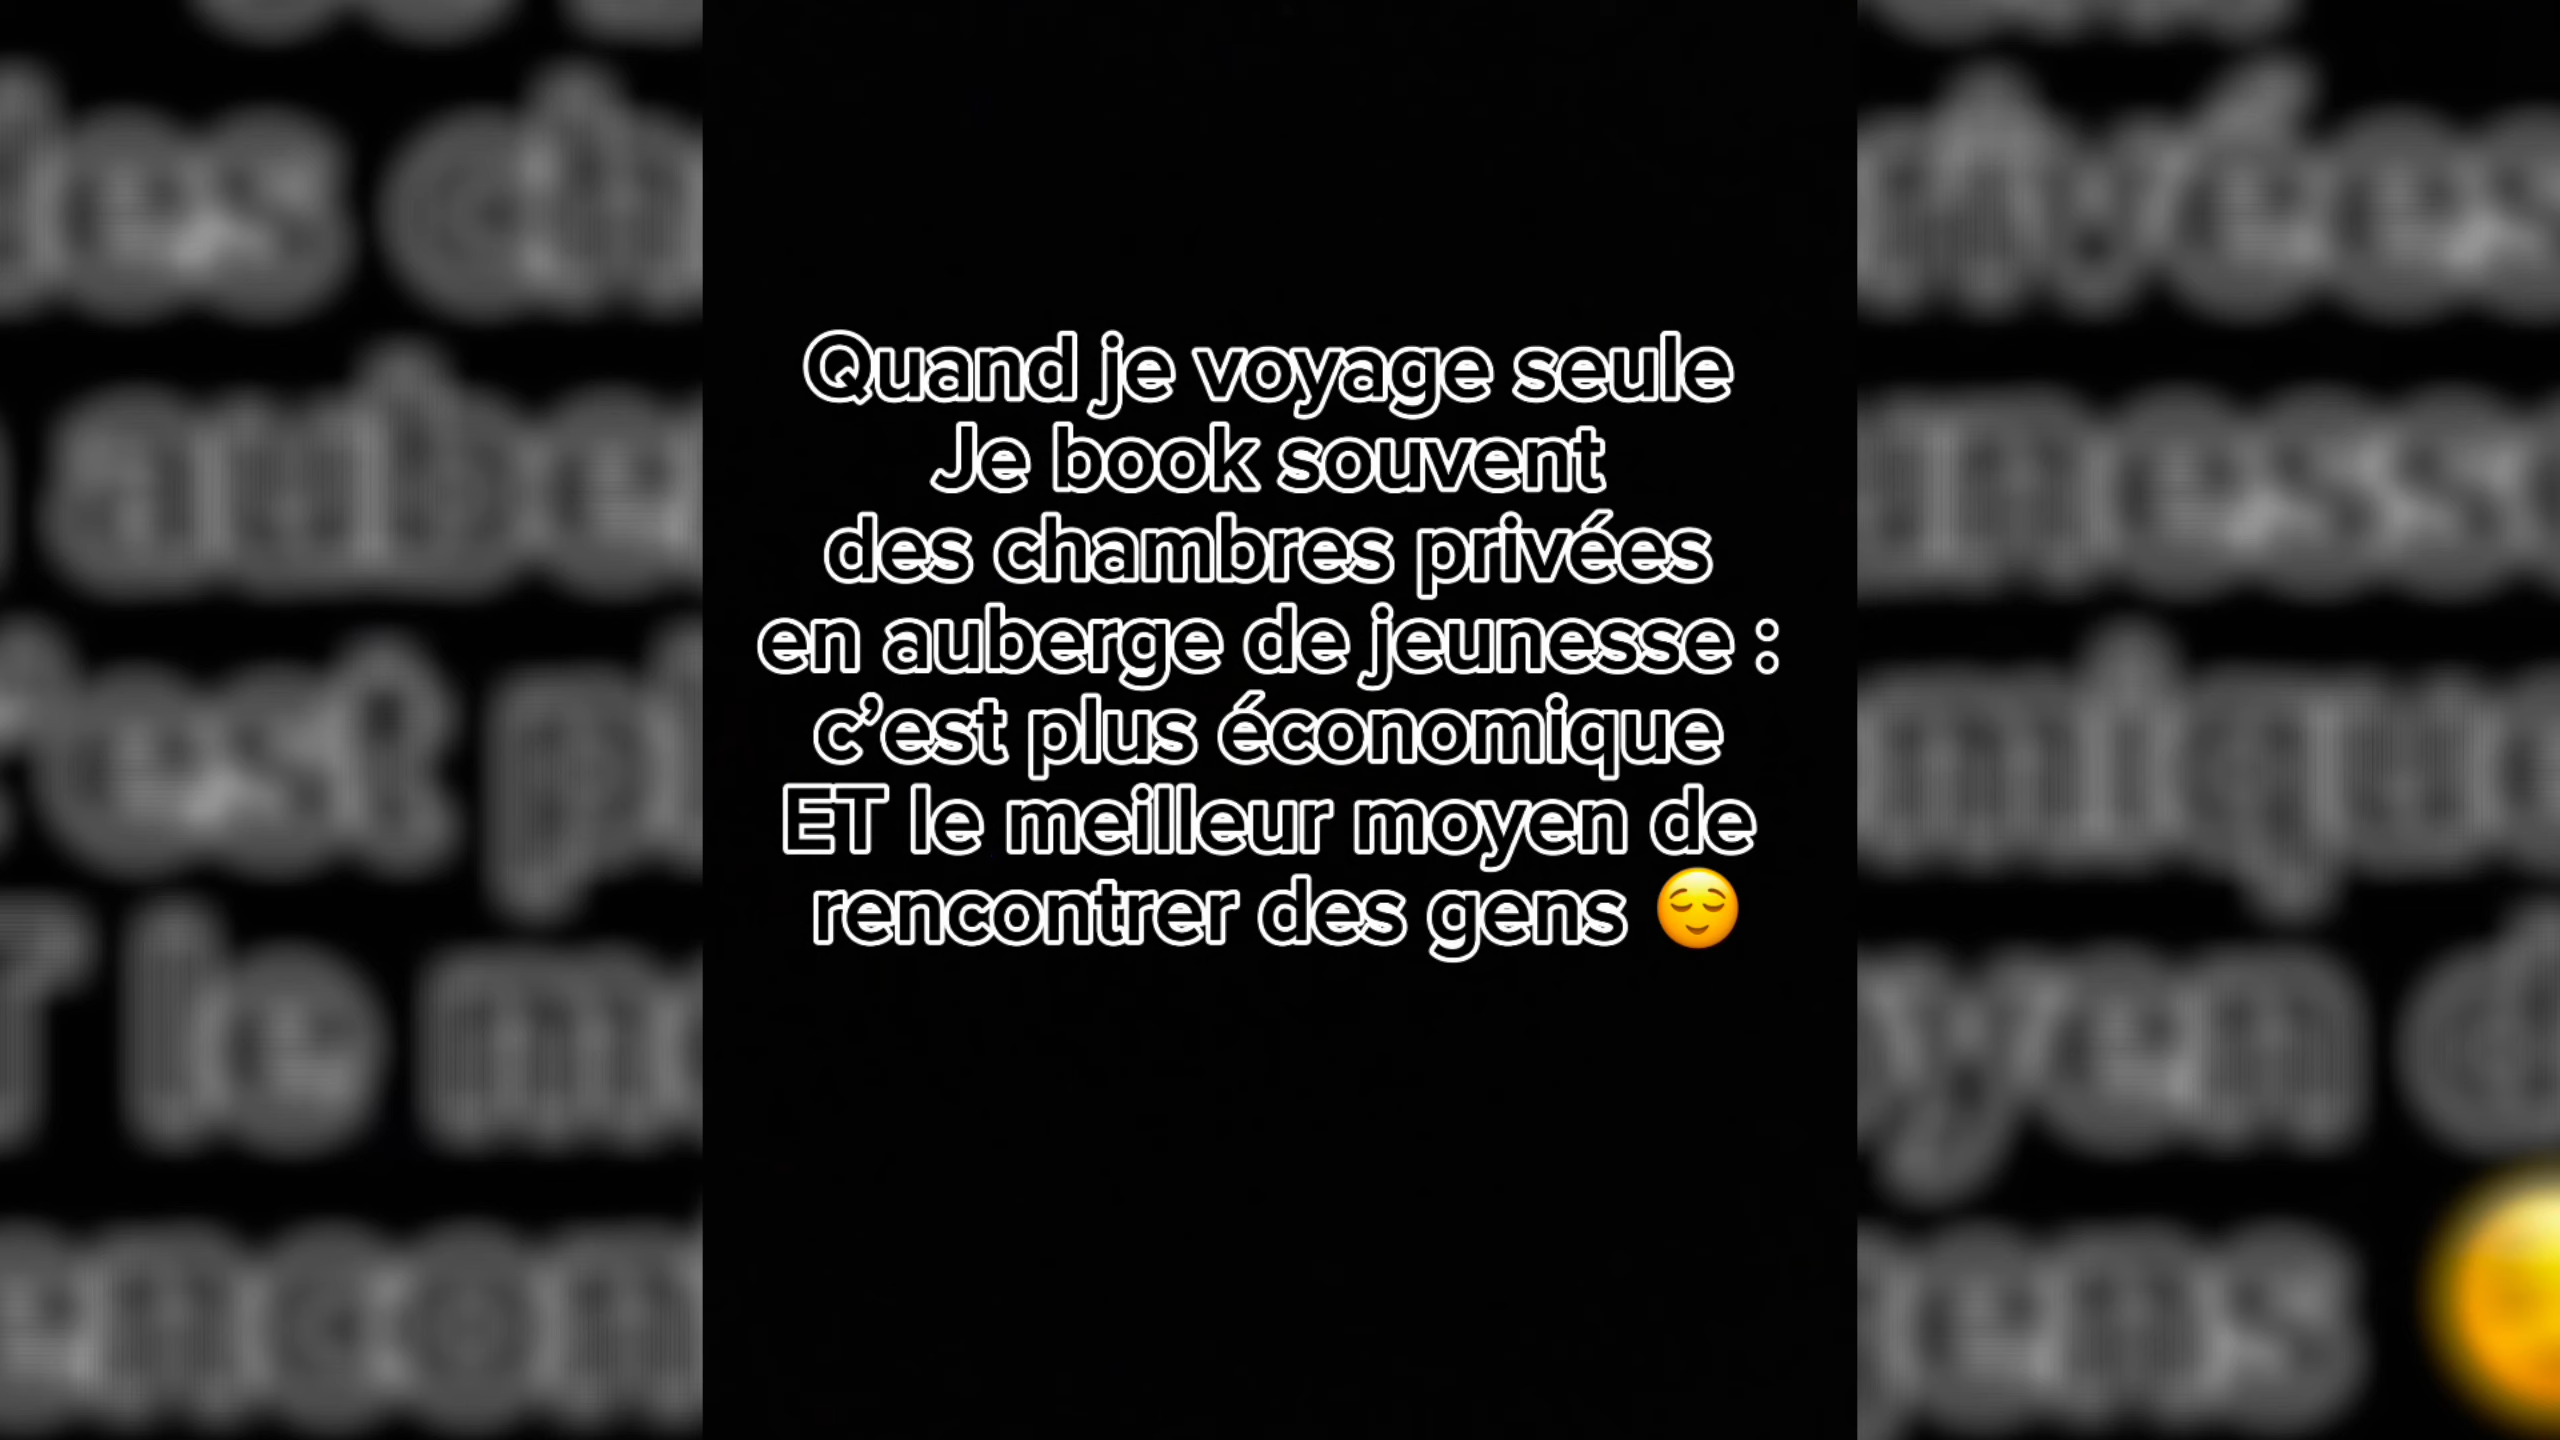 Quand je voyage seule
Je book souvent
des chambres privées
en auberge de jeunesse :
c’est plus économique
ET le meilleur moyen de
rencontrer des gens 😌